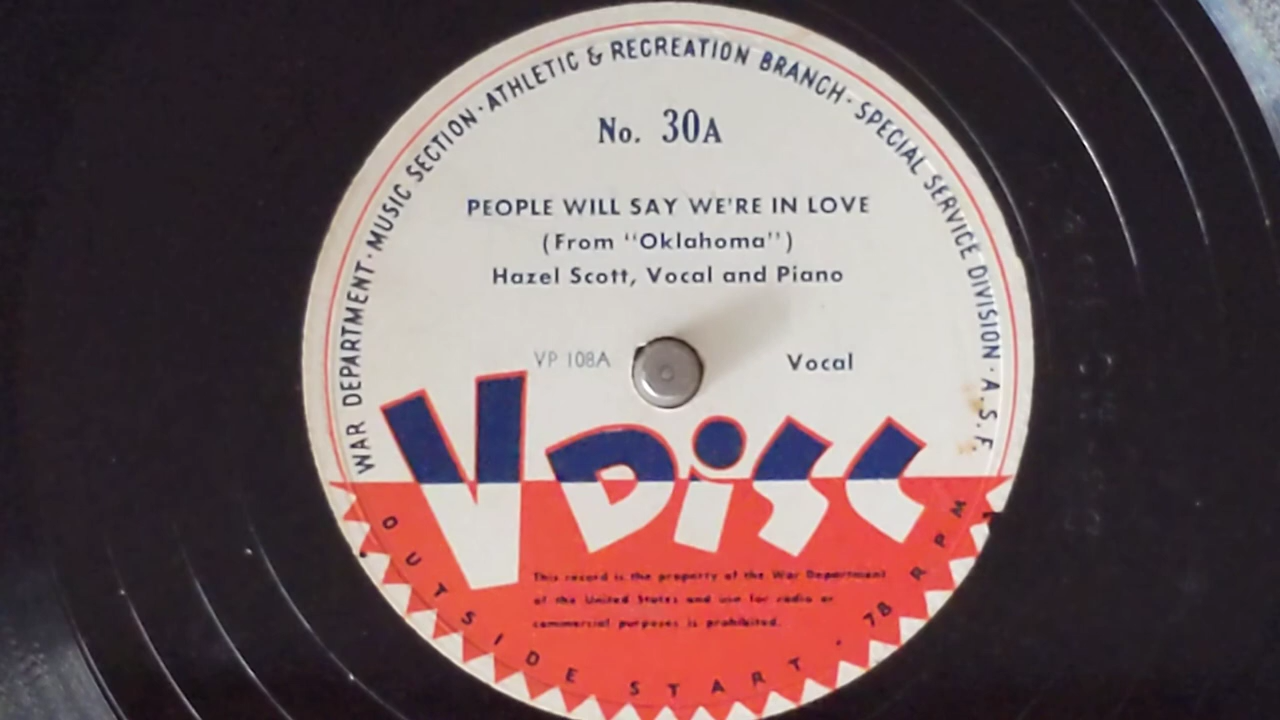 WAR DEPARTMENT · MUSIC SECTION · ATHLETIC & RECREATION BRANCH · SPECIAL SERVICE DIVISION · A.S.F.
No. 30A
PEOPLE WILL SAY WE'RE IN LOVE
(From "Oklahoma")
Hazel Scott, Vocal and Piano
VP 108A Vocal
V DiSC
This record is the property of the War Department
of the United States and use for radio or
commercial purposes is prohibited.
OUTSIDE START - 78 RPM